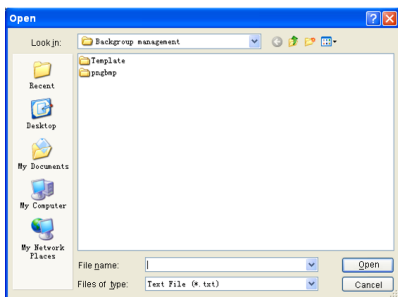 Open
Look in: Backgroup management
Template
pngbmp
Recent
Desktop
My Documents
My Computer
My Network
Places
File name:
Open
Files of type: Text File (*.txt)
Cancel